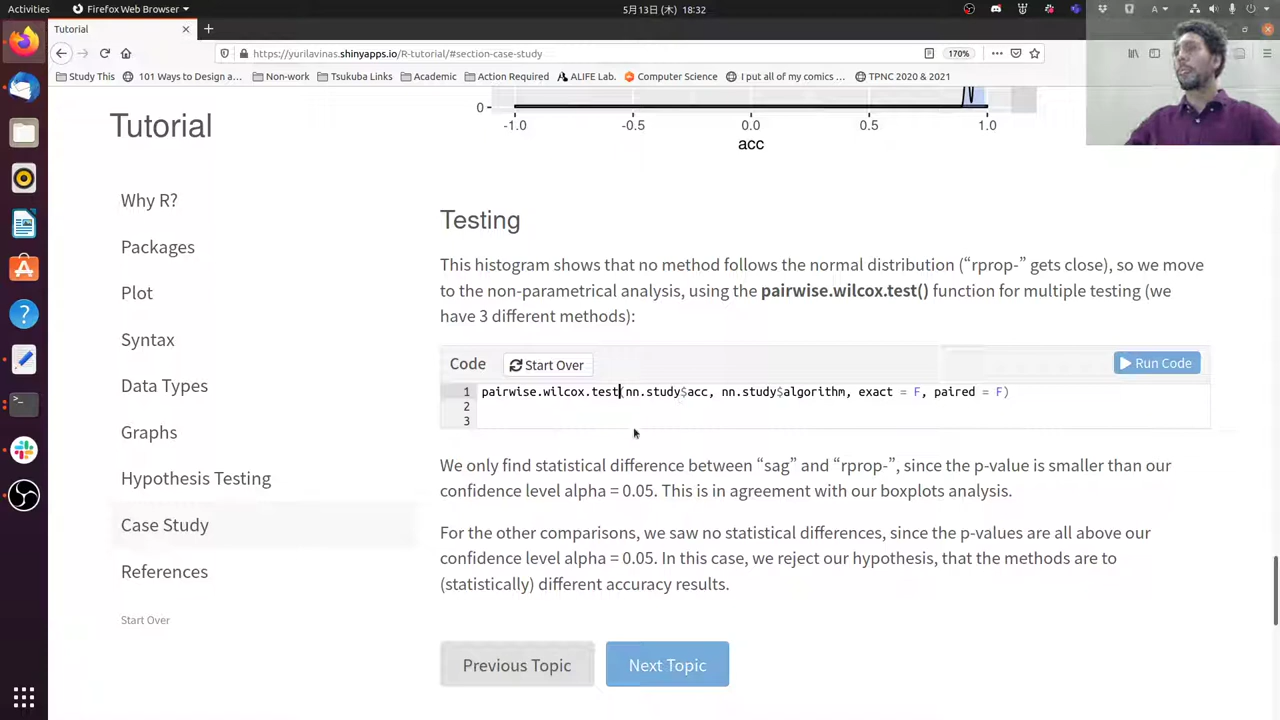 Activities
Firefox Web Browser
5月13日 (木) 18:32
A
Tutorial
https://yurilavinas.shinyapps.io/R-tutorial/#section-case-study
170%
Study This
101 Ways to Design a…
Non-work
Tsukuba Links
Academic
Action Required
ALIFE Lab.
Computer Science
I put all of my comics …
TPNC 2020 & 2021
0
-1.0 -0.5 0.0 0.5 1.0
acc
Tutorial
Why R?
Packages
Plot
Syntax
Data Types
Graphs
Hypothesis Testing
Case Study
References
Start Over
Testing
This histogram shows that no method follows the normal distribution (“rprop-” gets close), so we move
to the non-parametrical analysis, using the pairwise.wilcox.test() function for multiple testing (we
have 3 different methods):
Code
Start Over
Run Code
1 pairwise.wilcox.test(nn.study$acc, nn.study$algorithm, exact = F, paired = F)
2
3
We only find statistical difference between “sag” and “rprop-”, since the p-value is smaller than our
confidence level alpha = 0.05. This is in agreement with our boxplots analysis.
For the other comparisons, we saw no statistical differences, since the p-values are all above our
confidence level alpha = 0.05. In this case, we reject our hypothesis, that the methods are to
(statistically) different accuracy results.
Previous Topic
Next Topic